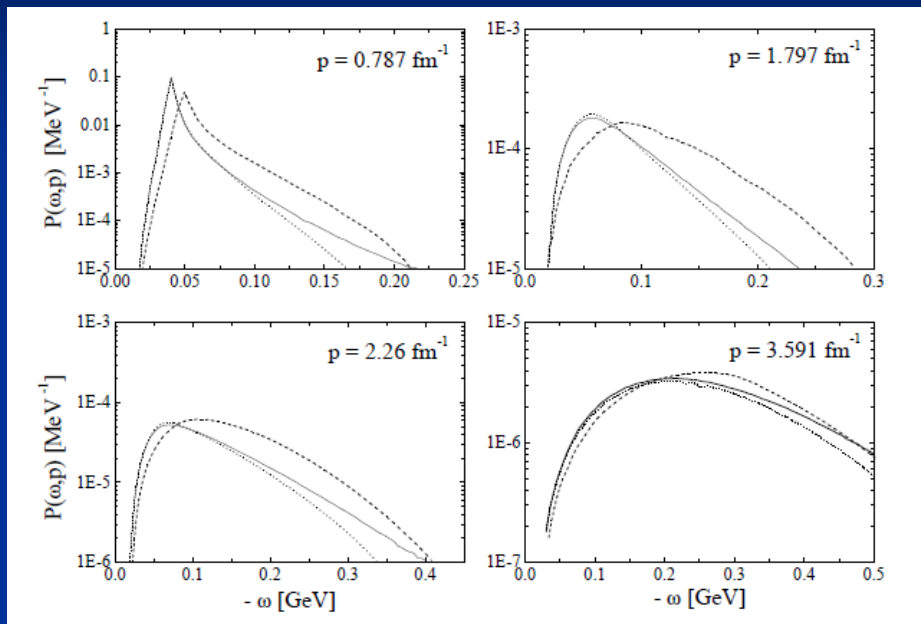 p = 0.787 fm⁻¹
P(ω,p) [MeV⁻¹]
1
0.1
0.01
1E-3
1E-4
1E-5
0.00 0.05 0.10 0.15 0.20 0.25
p = 1.797 fm⁻¹
1E-3
1E-4
1E-5
0.0 0.1 0.2 0.3
p = 2.26 fm⁻¹
P(ω,p) [MeV⁻¹]
1E-3
1E-4
1E-5
1E-6
0.0 0.1 0.2 0.3 0.4
- ω [GeV]
p = 3.591 fm⁻¹
1E-5
1E-6
1E-7
0.0 0.1 0.2 0.3 0.4 0.5
- ω [GeV]